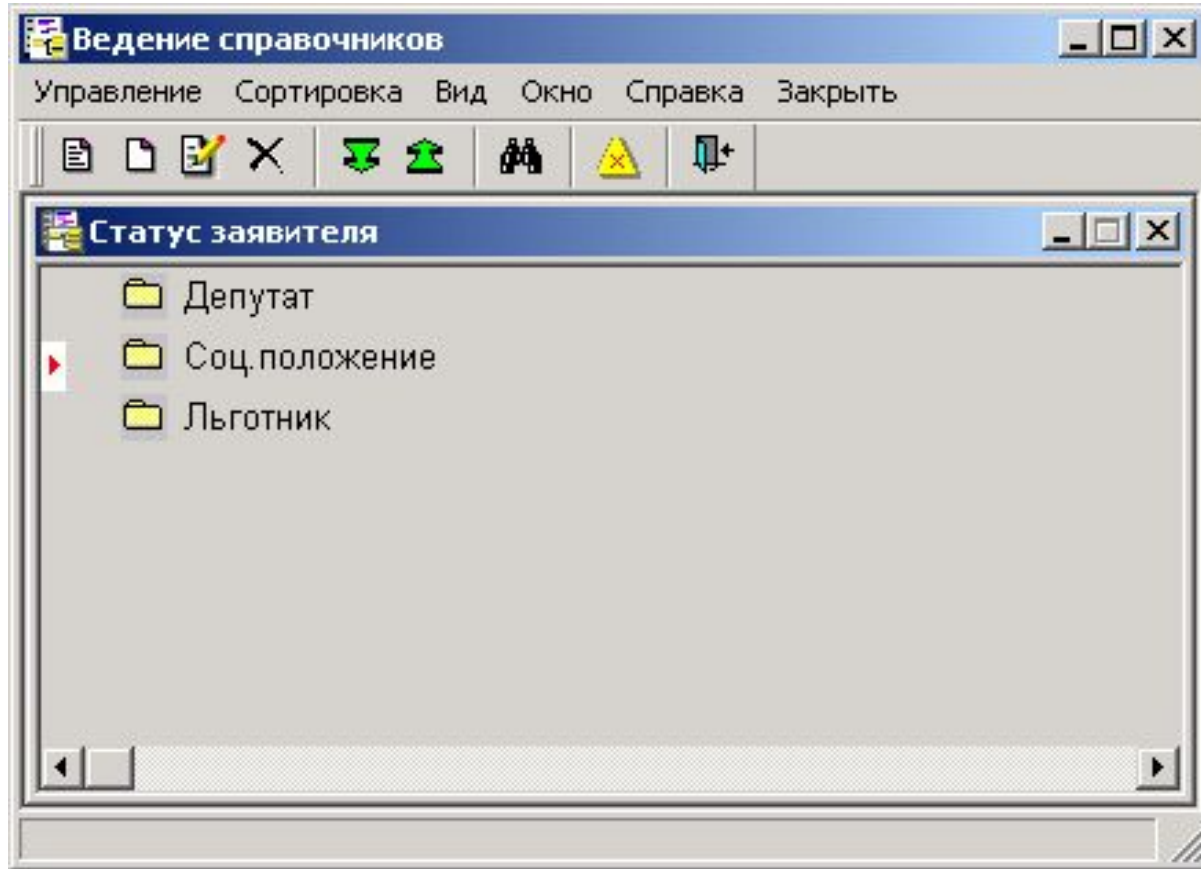 Ведение справочников
Управление Сортировка Вид Окно Справка Закрыть
Статус заявителя
Депутат
Соц.положение
Льготник